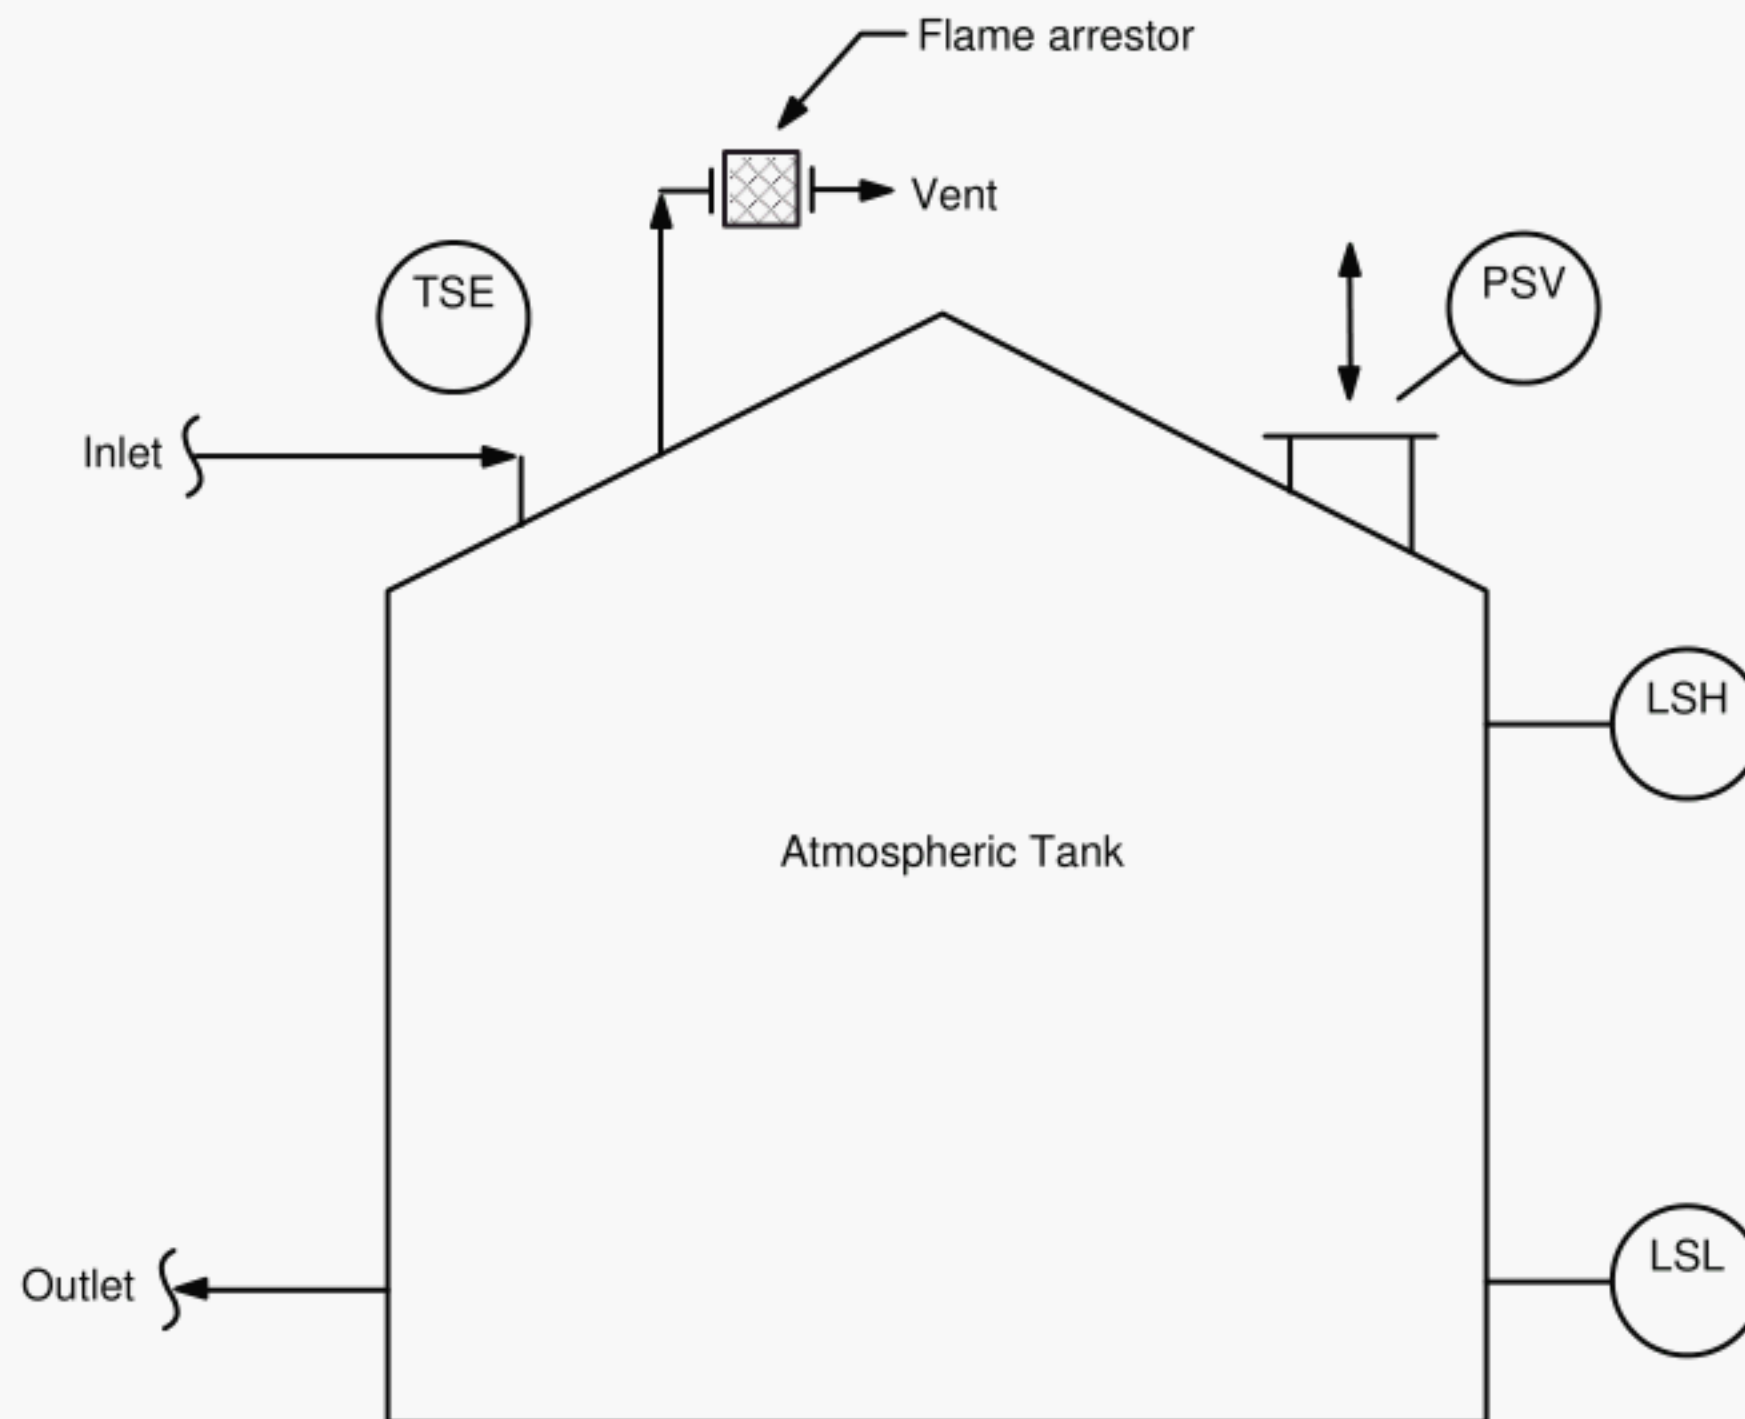 Flame arrestor
Vent
TSE
PSV
Inlet
LSH
Atmospheric Tank
LSL
Outlet